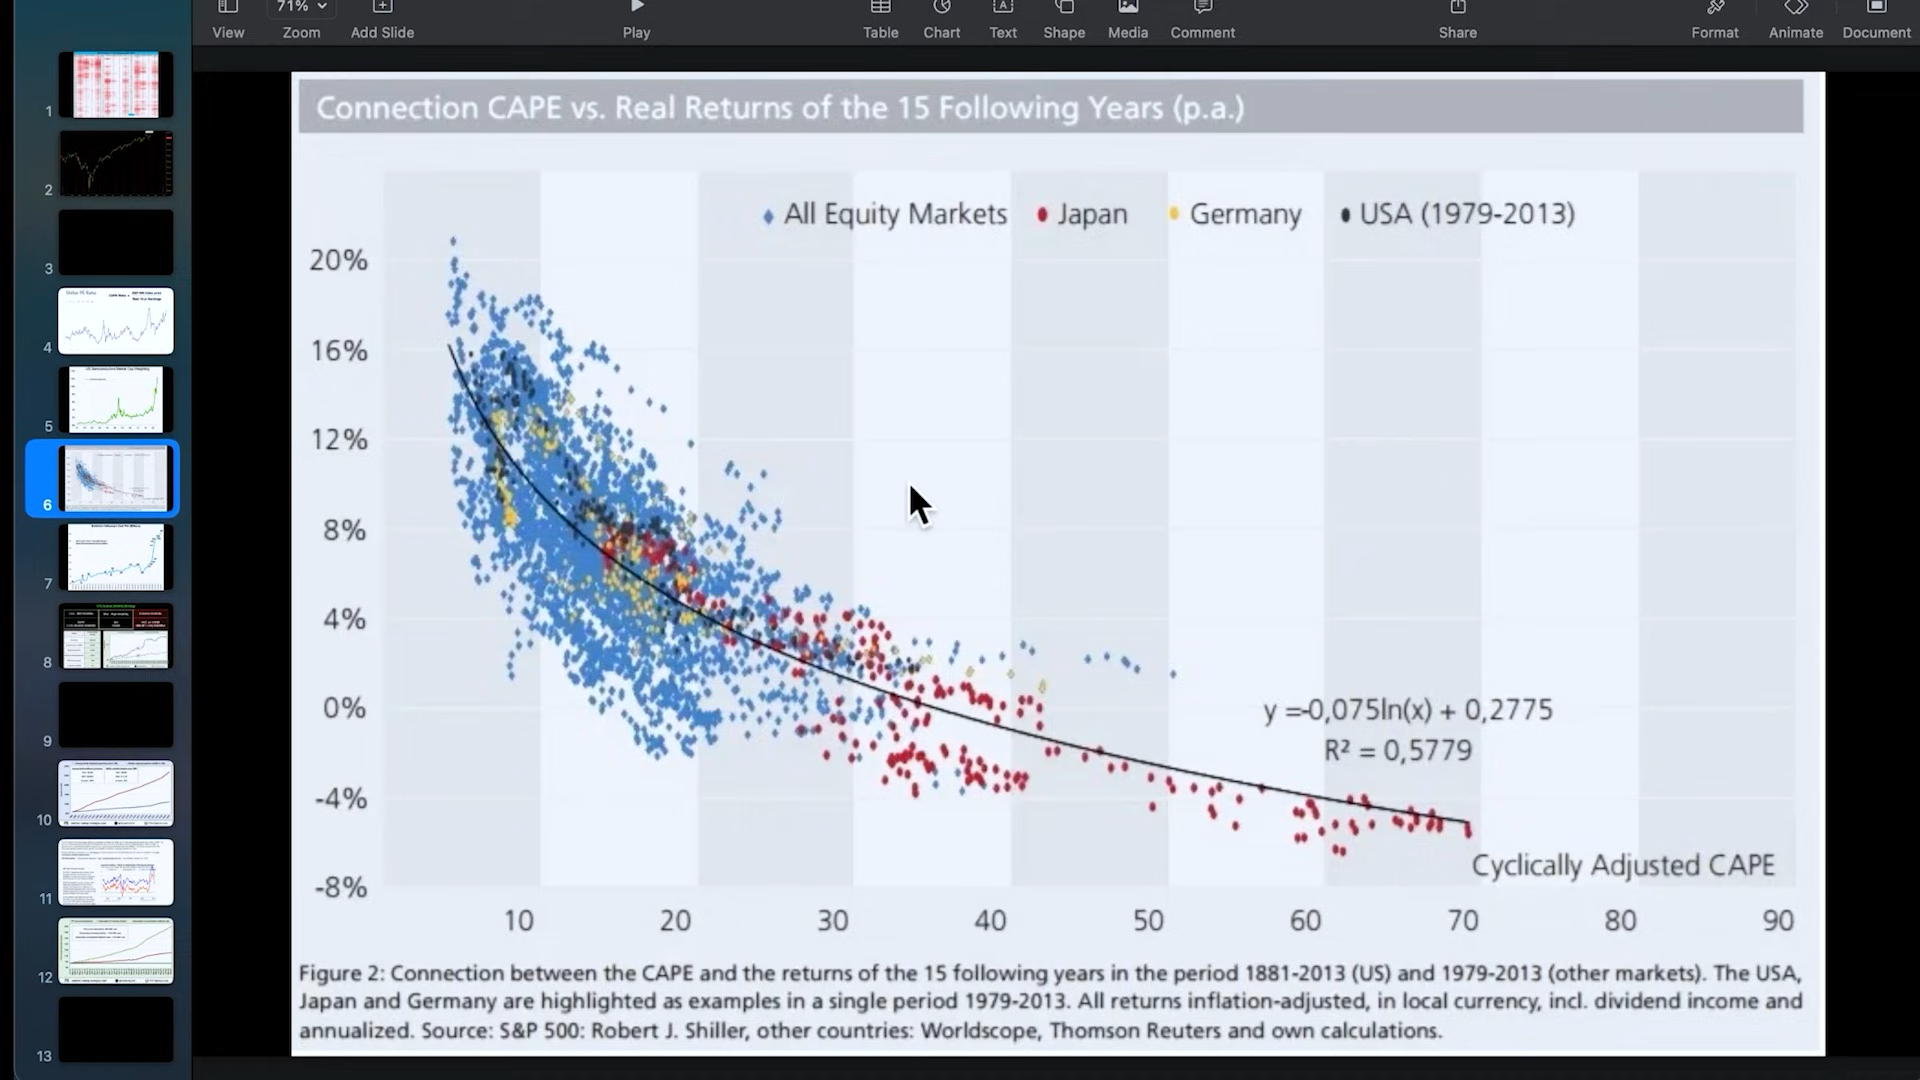 71%
View
Zoom
Add Slide
Play
Table
Chart
Text
Shape
Media
Comment
Share
Format
Animate
Document
1
2
3
4
5
6
7
8
9
10
11
12
13
Connection CAPE vs. Real Returns of the 15 Following Years (p.a.)
All Equity Markets
Japan
Germany
USA (1979-2013)
20%
16%
12%
8%
4%
0%
-4%
-8%
y =-0,075ln(x) + 0,2775
R² = 0,5779
Cyclically Adjusted CAPE
10 20 30 40 50 60 70 80 90
Figure 2: Connection between the CAPE and the returns of the 15 following years in the period 1881-2013 (US) and 1979-2013 (other markets). The USA,
Japan and Germany are highlighted as examples in a single period 1979-2013. All returns inflation-adjusted, in local currency, incl. dividend income and
annualized. Source: S&P 500: Robert J. Shiller, other countries: Worldscope, Thomson Reuters and own calculations.